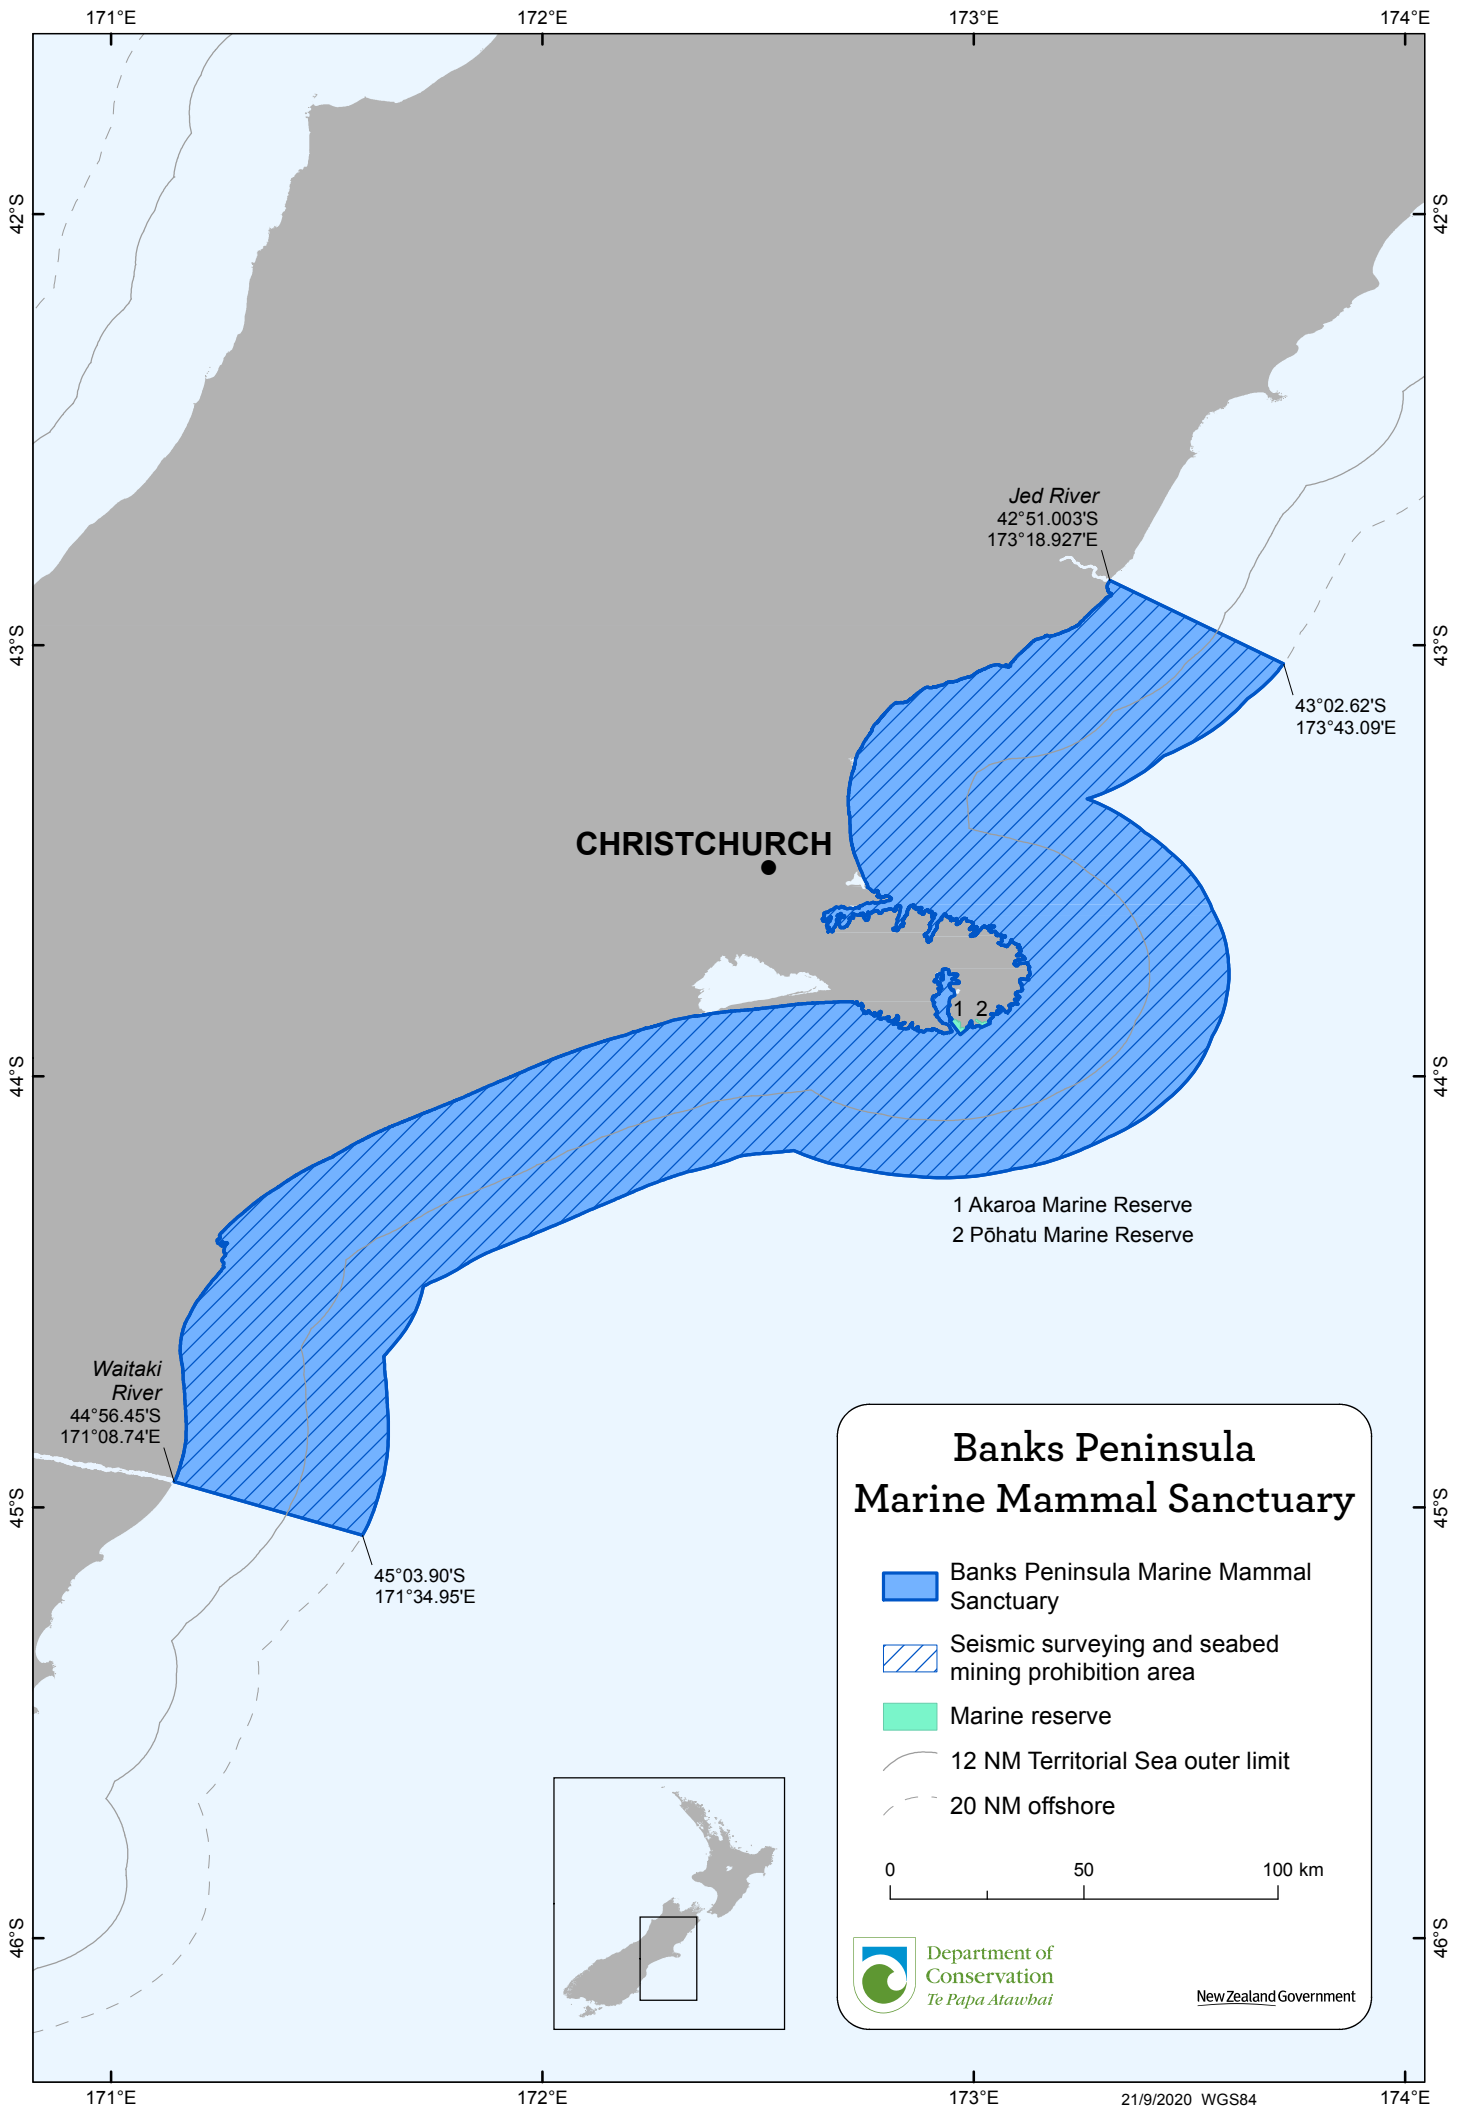 171°E
172°E
173°E
174°E
42°S
42°S
Jed River
42°51.003'S
173°18.927'E
43°S
43°S
43°02.62'S
173°43.09'E
CHRISTCHURCH
1
2
44°S
44°S
1 Akaroa Marine Reserve
2 Pōhatu Marine Reserve
Waitaki
River
44°56.45'S
171°08.74'E
45°S
45°S
45°03.90'S
171°34.95'E
Banks Peninsula
Marine Mammal Sanctuary
Banks Peninsula Marine Mammal
Sanctuary
Seismic surveying and seabed
mining prohibition area
Marine reserve
12 NM Territorial Sea outer limit
20 NM offshore
0
50
100 km
46°S
46°S
Department of
Conservation
Te Papa Atawhai
New Zealand Government
171°E
172°E
173°E
174°E
21/9/2020 WGS84